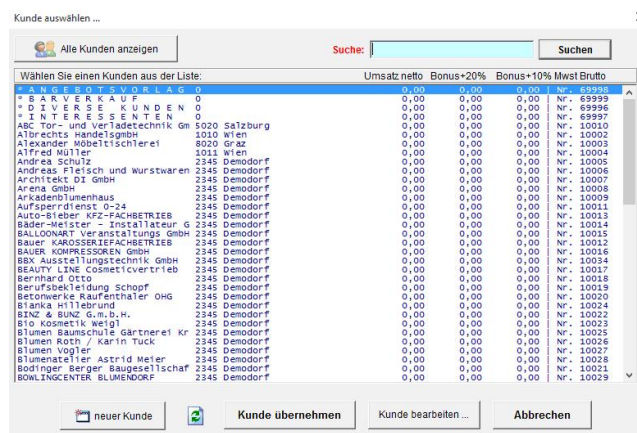 Kunde auswählen ...
Alle Kunden anzeigen
Suche:
Suchen
Wählen Sie einen Kunden aus der Liste: Umsatz netto Bonus+20% Bonus+10% Mwst Brutto
* A N G E B O T S V O R L A G 0 0,00 0,00 0,00 | Nr. 69998
* B A R V E R K A U F 0 0,00 0,00 0,00 | Nr. 69999
* D I V E R S E  K U N D E N 0 0,00 0,00 0,00 | Nr. 69996
* I N T E R E S S E N T E N 0 0,00 0,00 0,00 | Nr. 69997
ABC Tor- und Verladetechnik Gm 5020 Salzburg 0,00 0,00 0,00 | Nr. 10010
Albrechts HandelsgmbH 1010 Wien 0,00 0,00 0,00 | Nr. 10002
Alexander Möbeltischlerei 8020 Graz 0,00 0,00 0,00 | Nr. 10003
Alfred Müller 1011 Wien 0,00 0,00 0,00 | Nr. 10004
Andrea Schulz 2345 Demodorf 0,00 0,00 0,00 | Nr. 10005
Andreas Fleisch und Wurstwaren 2345 Demodorf 0,00 0,00 0,00 | Nr. 10006
Architekt DI GmbH 2345 Demodorf 0,00 0,00 0,00 | Nr. 10007
Arena GmbH 2345 Demodorf 0,00 0,00 0,00 | Nr. 10008
Arkadenblumenhaus 2345 Demodorf 0,00 0,00 0,00 | Nr. 10009
Aufsperrdienst 0-24 2345 Demodorf 0,00 0,00 0,00 | Nr. 10011
Auto-Bieber KFZ-FACHBETRIEB 2345 Demodorf 0,00 0,00 0,00 | Nr. 10013
Bäder-Meister - Installateur G 2345 Demodorf 0,00 0,00 0,00 | Nr. 10014
BALLOONART Veranstaltungs GmbH 2345 Demodorf 0,00 0,00 0,00 | Nr. 10015
Bauer KAROSSERIEFACHBETRIEB 2345 Demodorf 0,00 0,00 0,00 | Nr. 10012
BAUER KOMPRESSOREN GmbH 2345 Demodorf 0,00 0,00 0,00 | Nr. 10016
BBX Ausstellungstechnik GmbH 2345 Demodorf 0,00 0,00 0,00 | Nr. 10034
BEAUTY LINE Cosmeticvertrieb 2345 Demodorf 0,00 0,00 0,00 | Nr. 10017
Bernhard Otto 2345 Demodorf 0,00 0,00 0,00 | Nr. 10018
Berufsbekleidung Schopf 2345 Demodorf 0,00 0,00 0,00 | Nr. 10019
Betonwerke Raufenthaler OHG 2345 Demodorf 0,00 0,00 0,00 | Nr. 10020
Bianka Hillebrund 2345 Demodorf 0,00 0,00 0,00 | Nr. 10024
BINZ & BUNZ G.m.b.H. 2345 Demodorf 0,00 0,00 0,00 | Nr. 10023
Bio Kosmetik Weigl 2345 Demodorf 0,00 0,00 0,00 | Nr. 10025
Blumen Baumschule Gärtnerei Kr 2345 Demodorf 0,00 0,00 0,00 | Nr. 10026
Blumen Roth / Karin Tuck 2345 Demodorf 0,00 0,00 0,00 | Nr. 10027
Blumen Vogler 2345 Demodorf 0,00 0,00 0,00 | Nr. 10028
Blumenatelier Astrid Meier 2345 Demodorf 0,00 0,00 0,00 | Nr. 10021
Bodinger Berger Baugesellschaf 2345 Demodorf 0,00 0,00 0,00 | Nr. 10029
BOWLINGCENTER BLUMENDORF 2345 Demodorf
neuer Kunde
Kunde übernehmen
Kunde bearbeiten ...
Abbrechen